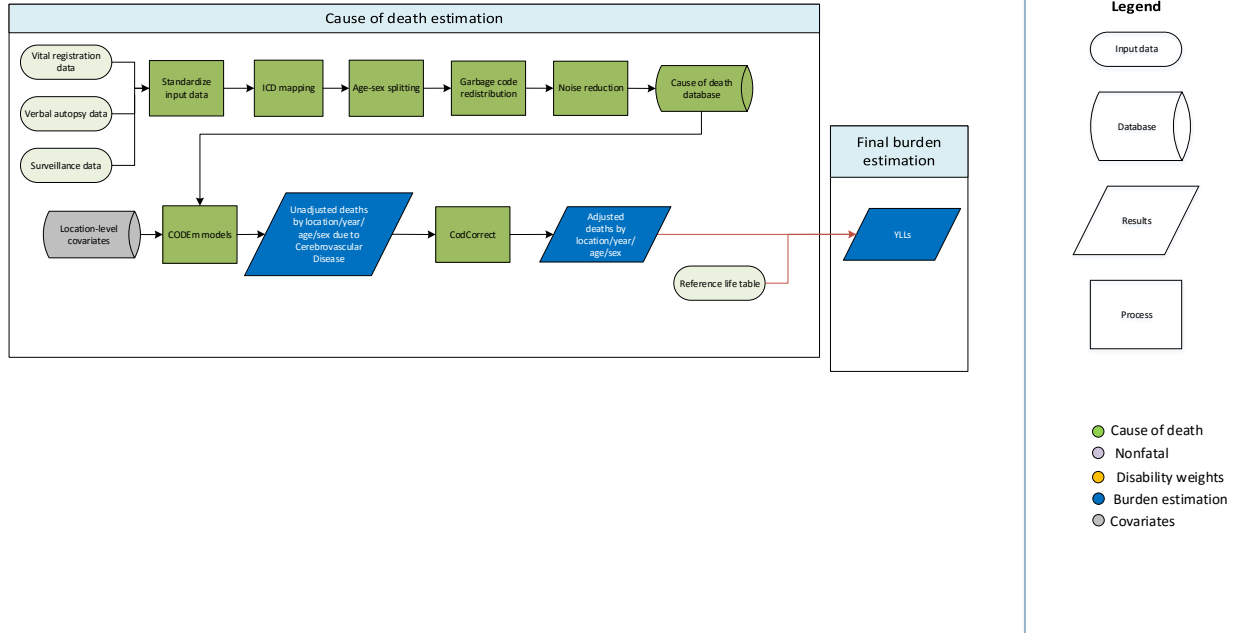 Cause of death estimation
Vital registration
data
Verbal autopsy data
Surveillance data
Standardize
input data
ICD mapping
Age-sex splitting
Garbage code
redistribution
Noise reduction
Cause of death
database
Location-level
covariates
CODEm models
Unadjusted deaths
by location/year/
age/sex due to
Cerebrovascular
Disease
CodCorrect
Adjusted
deaths by
location/year/
age/sex
Reference life table
Final burden
estimation
YLLs
Legend
Input data
Database
Results
Process
Cause of death
Nonfatal
Disability weights
Burden estimation
Covariates